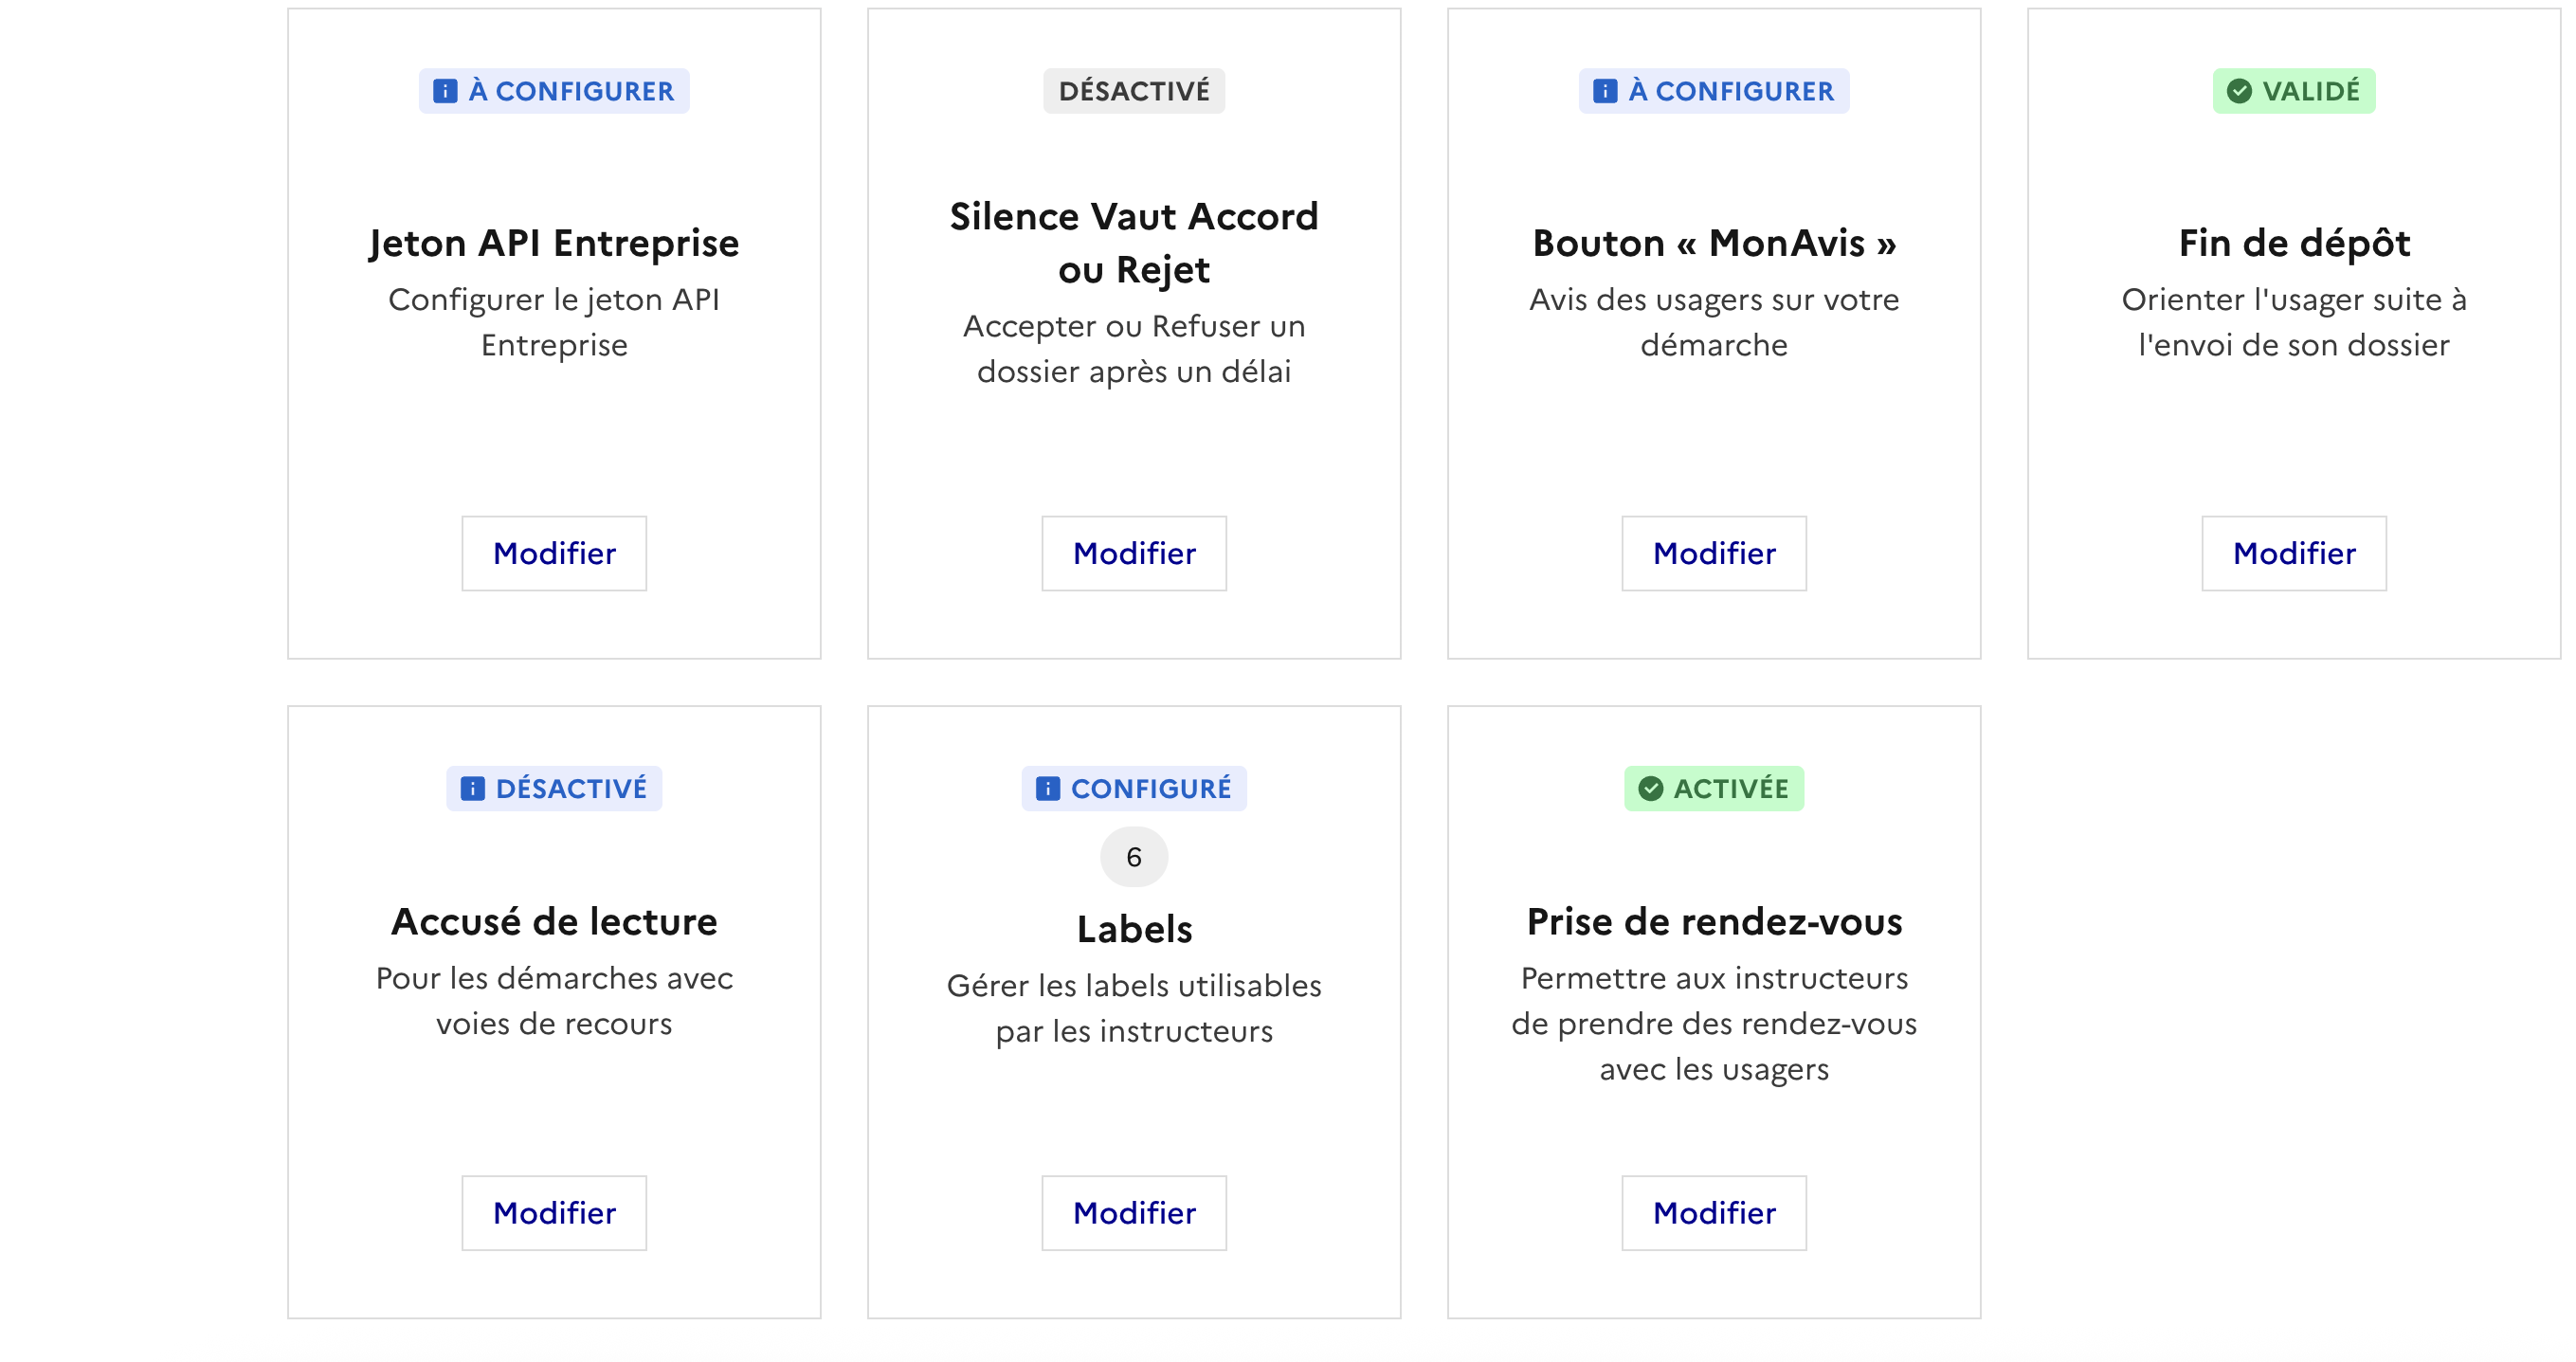 À CONFIGURER
Jeton API Entreprise
Configurer le jeton API
Entreprise
Modifier
DÉSACTIVÉ
Silence Vaut Accord
ou Rejet
Accepter ou Refuser un
dossier après un délai
Modifier
À CONFIGURER
Bouton « MonAvis »
Avis des usagers sur votre
démarche
Modifier
VALIDÉ
Fin de dépôt
Orienter l'usager suite à
l'envoi de son dossier
Modifier
DÉSACTIVÉ
Accusé de lecture
Pour les démarches avec
voies de recours
Modifier
CONFIGURÉ
6
Labels
Gérer les labels utilisables
par les instructeurs
Modifier
ACTIVÉE
Prise de rendez-vous
Permettre aux instructeurs
de prendre des rendez-vous
avec les usagers
Modifier